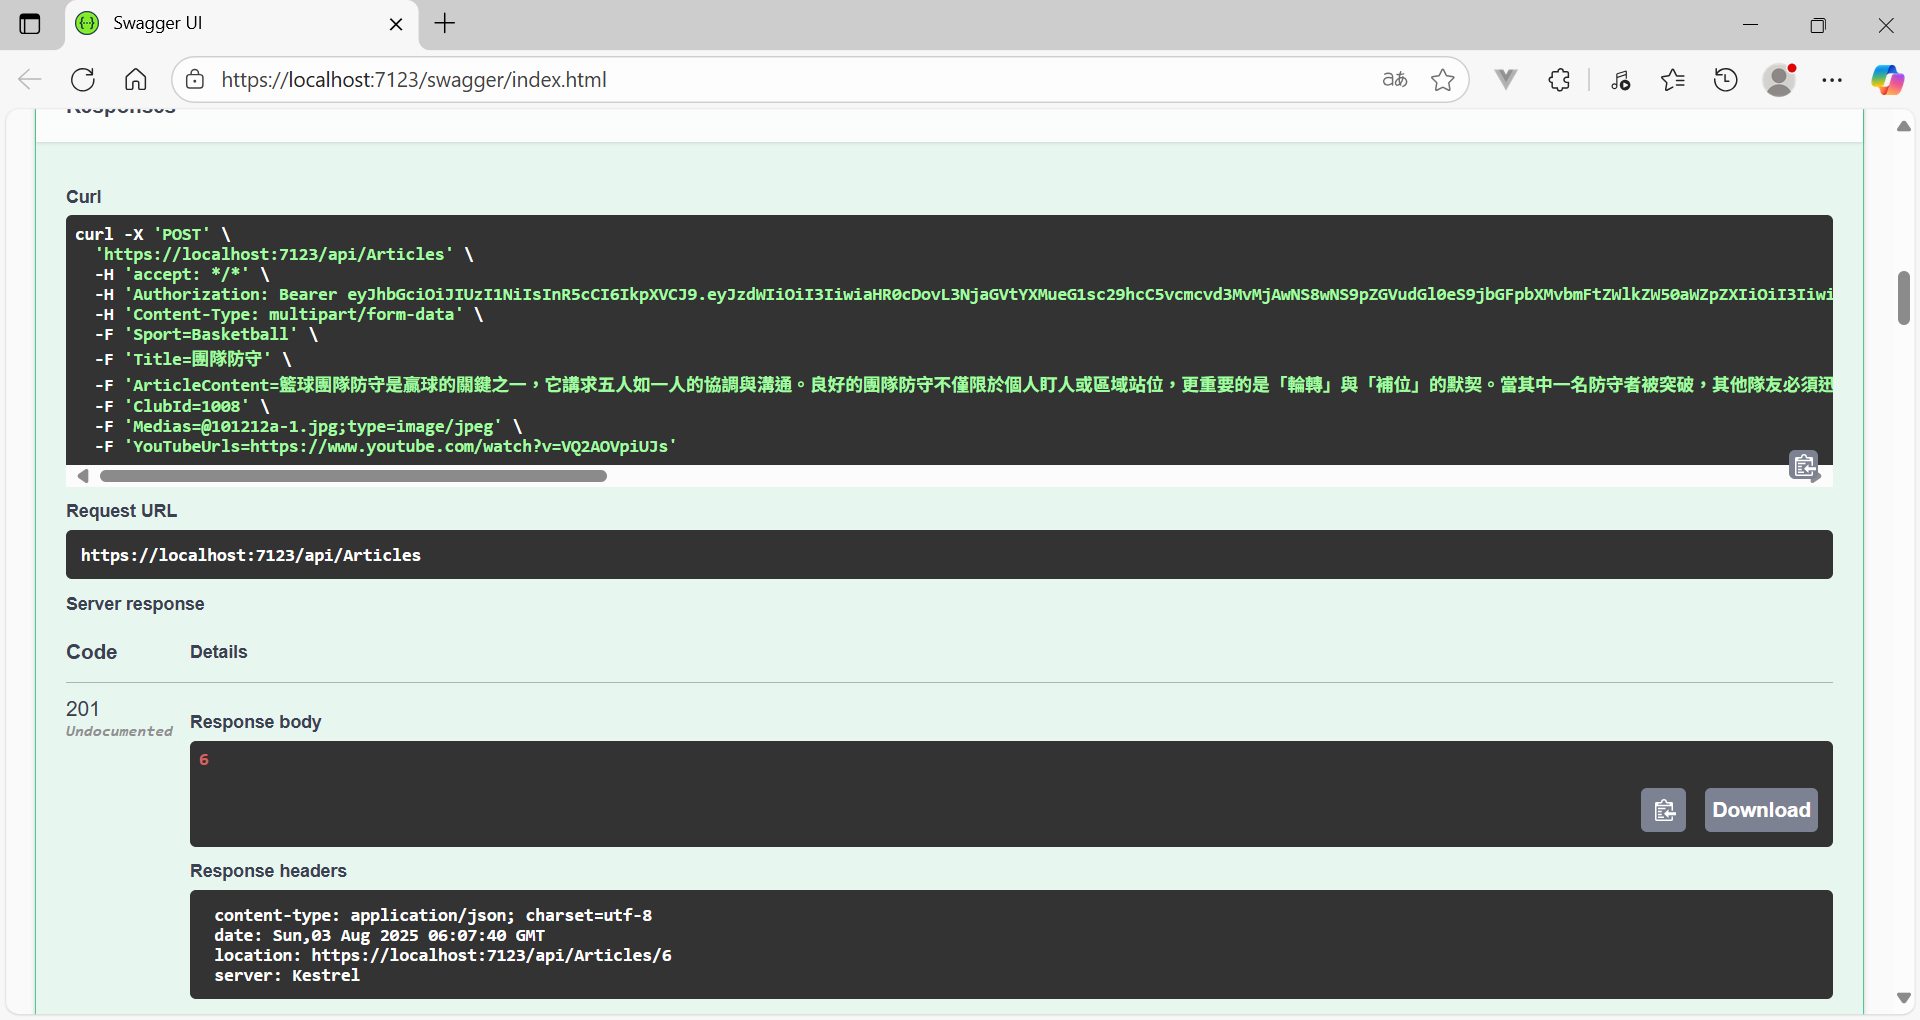 Swagger UI
https://localhost:7123/swagger/index.html
Responses
Curl
curl -X 'POST' \
'https://localhost:7123/api/Articles' \
-H 'accept: */*' \
-H 'Authorization: Bearer eyJhbGciOiJIUzI1NiIsInR5cCI6IkpXVCJ9.eyJzdWIiOiI3IiwiaHR0cDovL3NjaGVtYXMueG1sc29hcC5vcmcvd3MvMjAwNS8wNS9pZGVudGl0eS9jbGFpbXMvbmFtZWlkZW50aWZpZXIiOiI3Iiwi
-H 'Content-Type: multipart/form-data' \
-F 'Sport=Basketball' \
-F 'Title=團隊防守' \
-F 'ArticleContent=籃球團隊防守是贏球的關鍵之一，它講求五人如一人的協調與溝通。良好的團隊防守不僅限於個人盯人或區域站位，更重要的是「輪轉」與「補位」的默契。當其中一名防守者被突破，其他隊友必須迅
-F 'ClubId=1008' \
-F 'Medias=@101212a-1.jpg;type=image/jpeg' \
-F 'YouTubeUrls=https://www.youtube.com/watch?v=VQ2AOVpiUJs'
Request URL
https://localhost:7123/api/Articles
Server response
Code Details
201
Undocumented
Response body
6
Download
Response headers
content-type: application/json; charset=utf-8
date: Sun,03 Aug 2025 06:07:40 GMT
location: https://localhost:7123/api/Articles/6
server: Kestrel